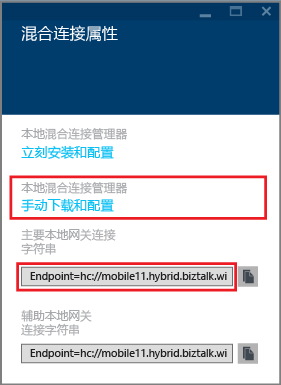 混合连接属性
本地混合连接管理器
立刻安装和配置
本地混合连接管理器
手动下载和配置
主要本地网关连接
字符串
Endpoint=hc://mobile11.hybrid.biztalk.wi
辅助本地网关
连接字符串
Endpoint=hc://mobile11.hybrid.biztalk.wi